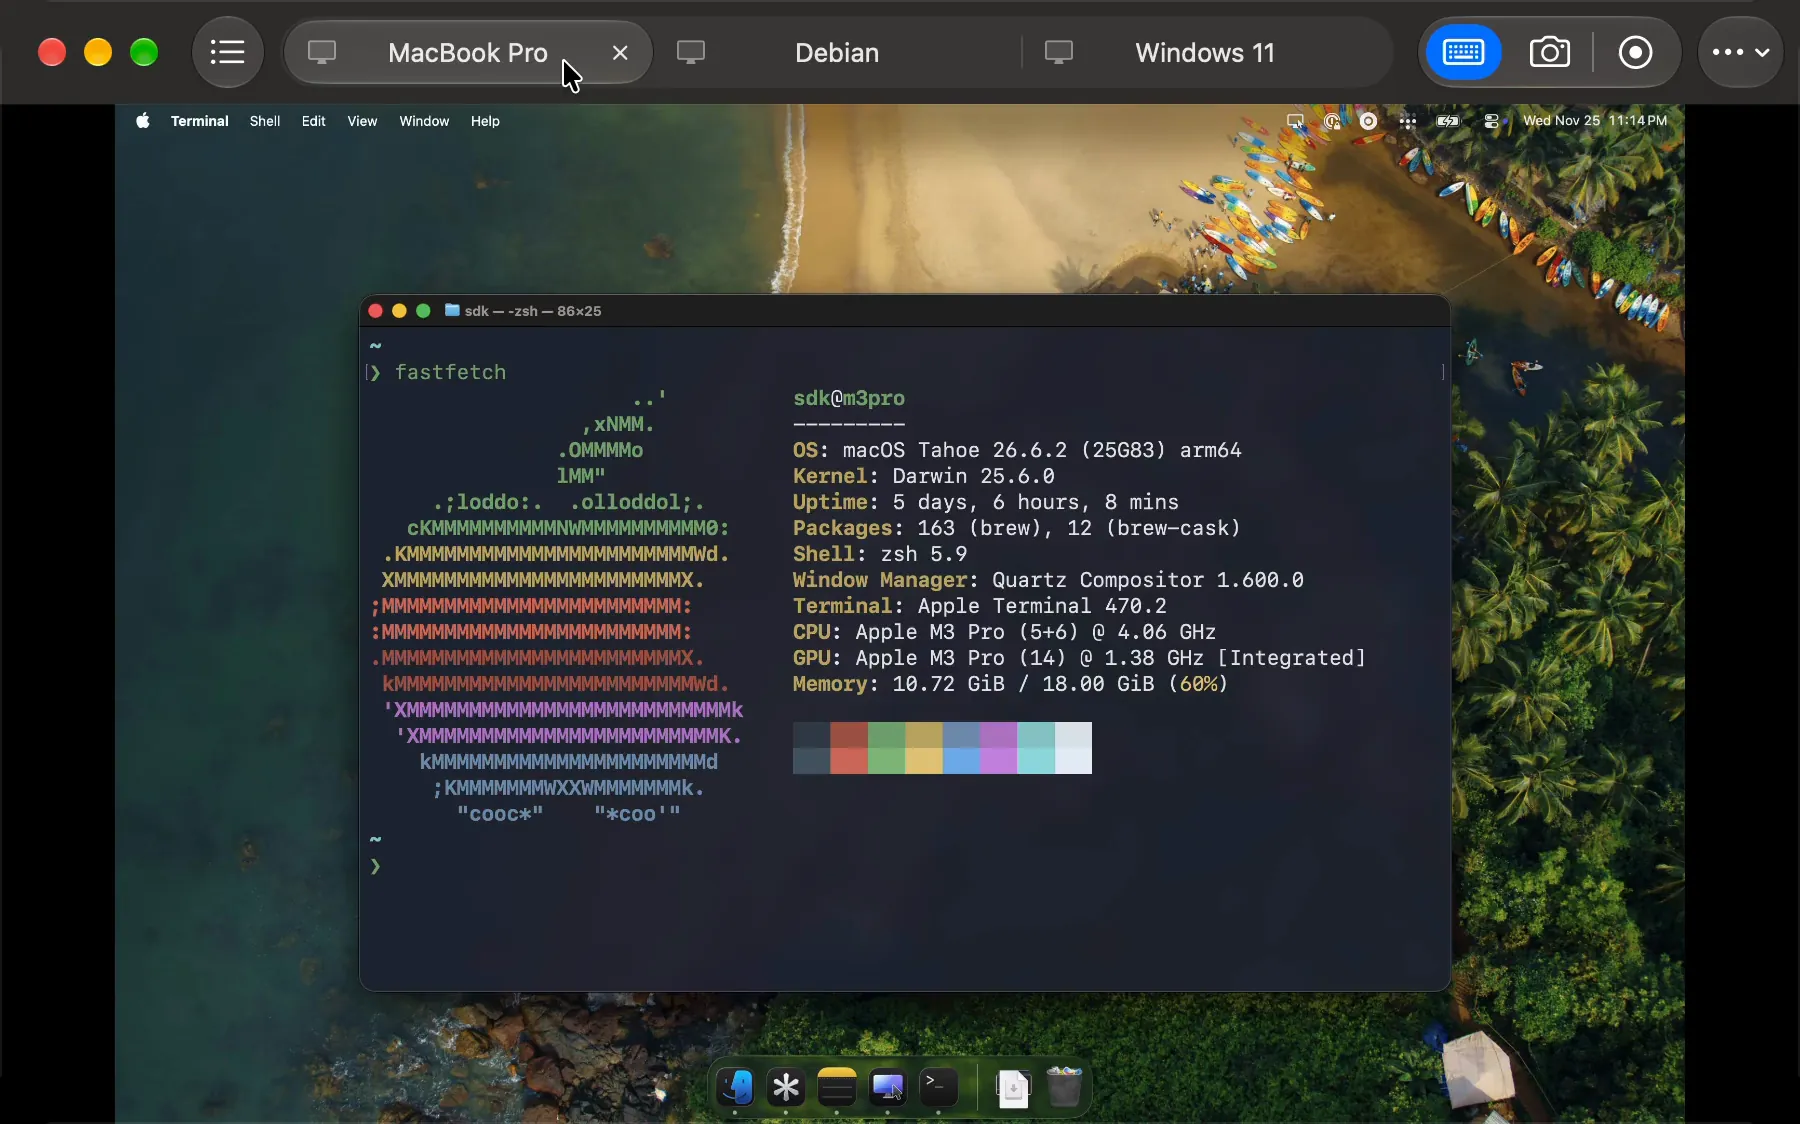 MacBook Pro
Debian
Windows 11
Terminal Shell Edit View Window Help
Wed Nov 25 11:14 PM
sdk — -zsh — 86×25
~
[❯ fastfetch ]
..'
,xNMM.
.OMMMMo
lMM"
.;loddo:. .olloddol;.
cKMMMMMMMMMMNWMMMMMMMMMM0:
.KMMMMMMMMMMMMMMMMMMMMMMMWd.
XMMMMMMMMMMMMMMMMMMMMMMMX.
;MMMMMMMMMMMMMMMMMMMMMMMM:
:MMMMMMMMMMMMMMMMMMMMMMMM:
.MMMMMMMMMMMMMMMMMMMMMMMMX.
kMMMMMMMMMMMMMMMMMMMMMMMMWd.
'XMMMMMMMMMMMMMMMMMMMMMMMMMMk
'XMMMMMMMMMMMMMMMMMMMMMMMMK.
kMMMMMMMMMMMMMMMMMMMMMMd
;KMMMMMMMWXXWMMMMMMMk.
"cooc*" "*coo'"
sdk@m3pro
---------
OS: macOS Tahoe 26.6.2 (25G83) arm64
Kernel: Darwin 25.6.0
Uptime: 5 days, 6 hours, 8 mins
Packages: 163 (brew), 12 (brew-cask)
Shell: zsh 5.9
Window Manager: Quartz Compositor 1.600.0
Terminal: Apple Terminal 470.2
CPU: Apple M3 Pro (5+6) @ 4.06 GHz
GPU: Apple M3 Pro (14) @ 1.38 GHz [Integrated]
Memory: 10.72 GiB / 18.00 GiB (60%)
~
❯